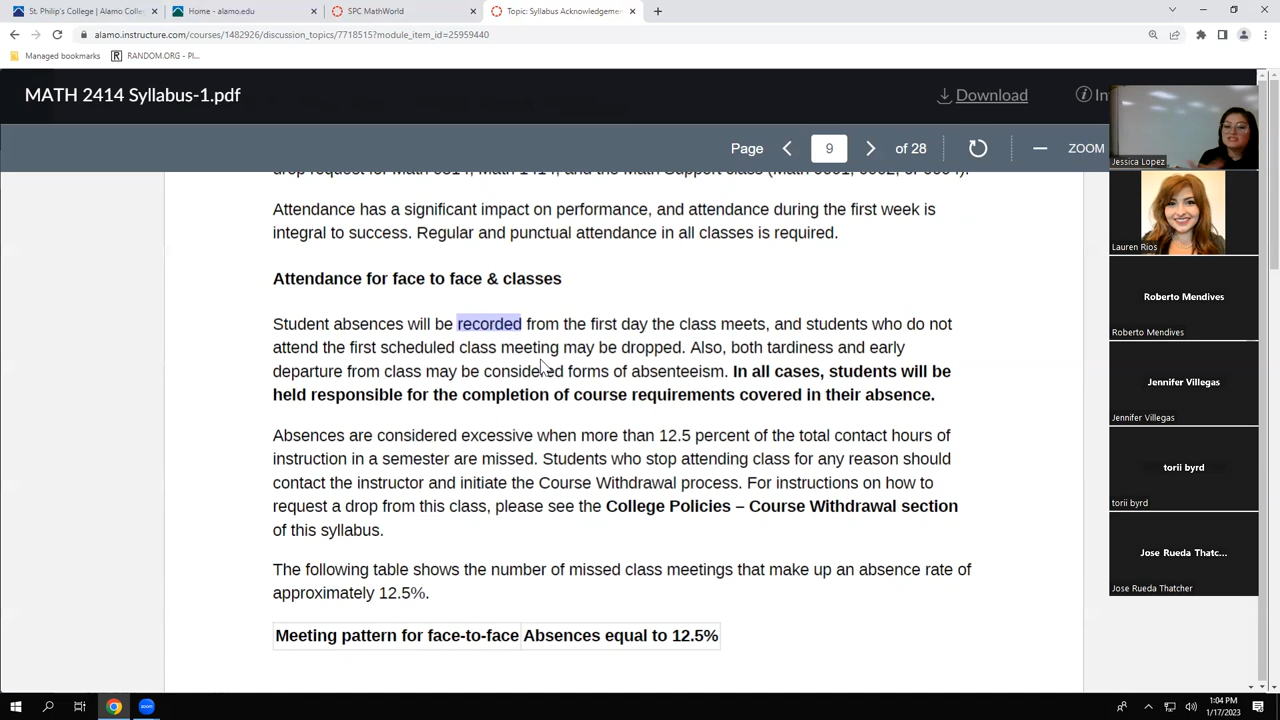 St. Philip's College | Alamo Colleg
Home - alamo.edu
SPC MathWorld
Topic: Syllabus Acknowledgemen
alamo.instructure.com/courses/1482926/discussion_topics/7718515?module_item_id=25959440
Managed bookmarks
RANDOM.ORG - Pl...
MATH 2414 Syllabus-1.pdf
Download
In
Page 9 of 28
ZOOM
Attendance has a significant impact on performance, and attendance during the first week is
integral to success. Regular and punctual attendance in all classes is required.
Attendance for face to face & classes
Student absences will be recorded from the first day the class meets, and students who do not
attend the first scheduled class meeting may be dropped. Also, both tardiness and early
departure from class may be considered forms of absenteeism. In all cases, students will be
held responsible for the completion of course requirements covered in their absence.
Absences are considered excessive when more than 12.5 percent of the total contact hours of
instruction in a semester are missed. Students who stop attending class for any reason should
contact the instructor and initiate the Course Withdrawal process. For instructions on how to
request a drop from this class, please see the College Policies – Course Withdrawal section
of this syllabus.
The following table shows the number of missed class meetings that make up an absence rate of
approximately 12.5%.
Meeting pattern for face-to-face Absences equal to 12.5%
Jessica Lopez
Lauren Rios
Roberto Mendives
Roberto Mendives
Jennifer Villegas
Jennifer Villegas
torii byrd
torii byrd
Jose Rueda Thatc...
Jose Rueda Thatcher
zoom
1:04 PM
1/17/2023